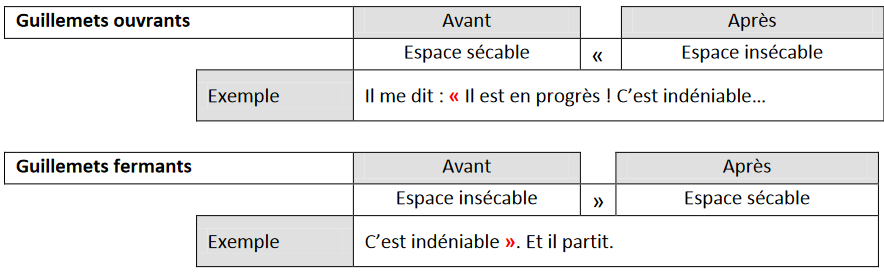 Guillemets ouvrants Avant Après
Espace sécable « Espace insécable
Exemple Il me dit : « Il est en progrès ! C’est indéniable…
Guillemets fermants Avant Après
Espace insécable » Espace sécable
Exemple C’est indéniable ». Et il partit.